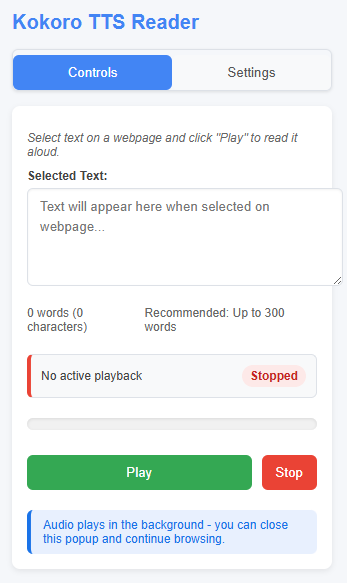 Kokoro TTS Reader
Controls
Settings
Select text on a webpage and click "Play" to read it
aloud.
Selected Text:
Text will appear here when selected on
webpage...
0 words (0
characters)
Recommended: Up to 300
words
No active playback
Stopped
Play
Stop
Audio plays in the background - you can close
this popup and continue browsing.